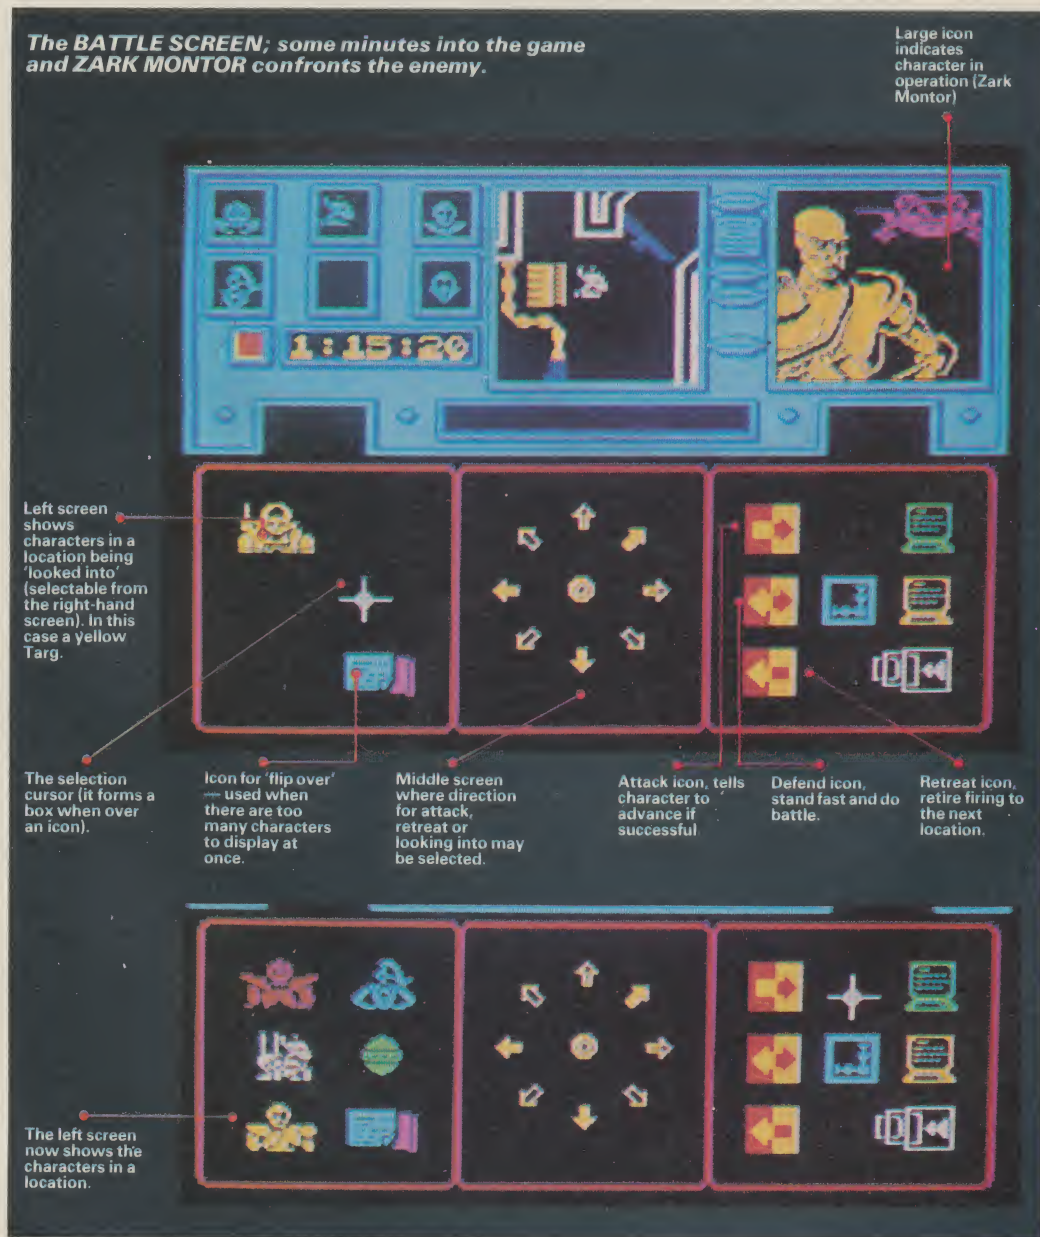 The BATTLE SCREEN; some minutes into the game
and ZARK MONTOR confronts the enemy.
Large icon
indicates
character in
operation (Zark
Montor)
1:15:20
Left screen
shows
characters in a
location being
'looked into'
(selectable from
the right-hand
screen). In this
case a yellow
Targ.
The selection
cursor (it forms a
box when over
an icon).
Icon for 'flip over'
— used when
there are too
many characters
to display at
once.
Middle screen
where direction
for attack,
retreat or
looking into may
be selected.
Attack icon, tells
character to
advance if
successful
Defend icon,
stand fast and do
battle.
Retreat icon,
retire firing to
the next
location.
The left screen
now shows the
characters in a
location.